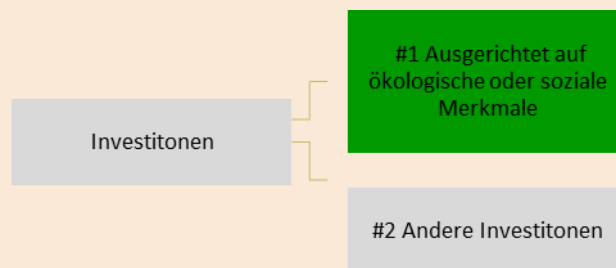 #1 Ausgerichtet auf
ökologische oder soziale
Merkmale
Investitonen
#2 Andere Investitonen